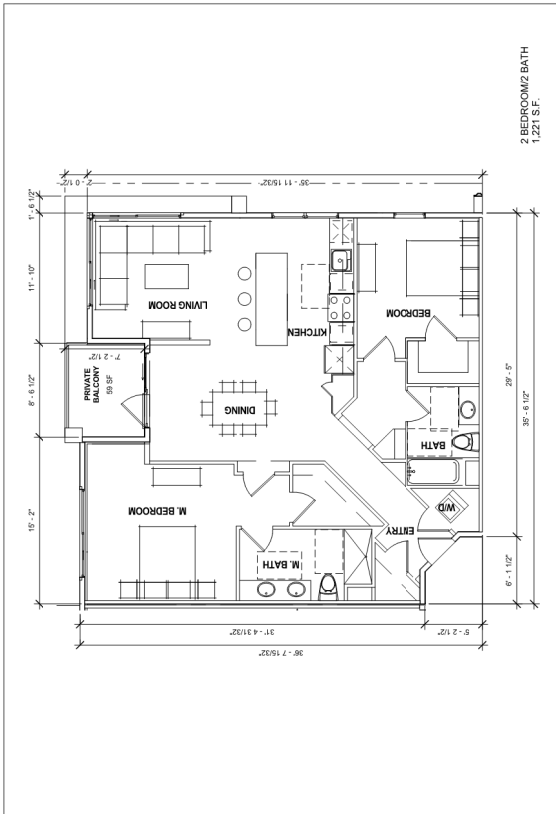 2 BEDROOM/2 BATH
1,221 S.F.
2' - 0 1/2"
35' - 11 15/32"
1' - 6 1/2"
11' - 10"
8' - 6 1/2"
15' - 2"
7' - 2 1/2"
PRIVATE
BALCONY
59 SF
LIVING ROOM
KITCHEN
BEDROOM
DINING
BATH
M. BEDROOM
M. BATH
ENTRY
W/D
29' - 5"
35' - 6 1/2"
6' - 1 1/2"
31' - 4 31/32"
5' - 2 1/2"
36' - 7 15/32"